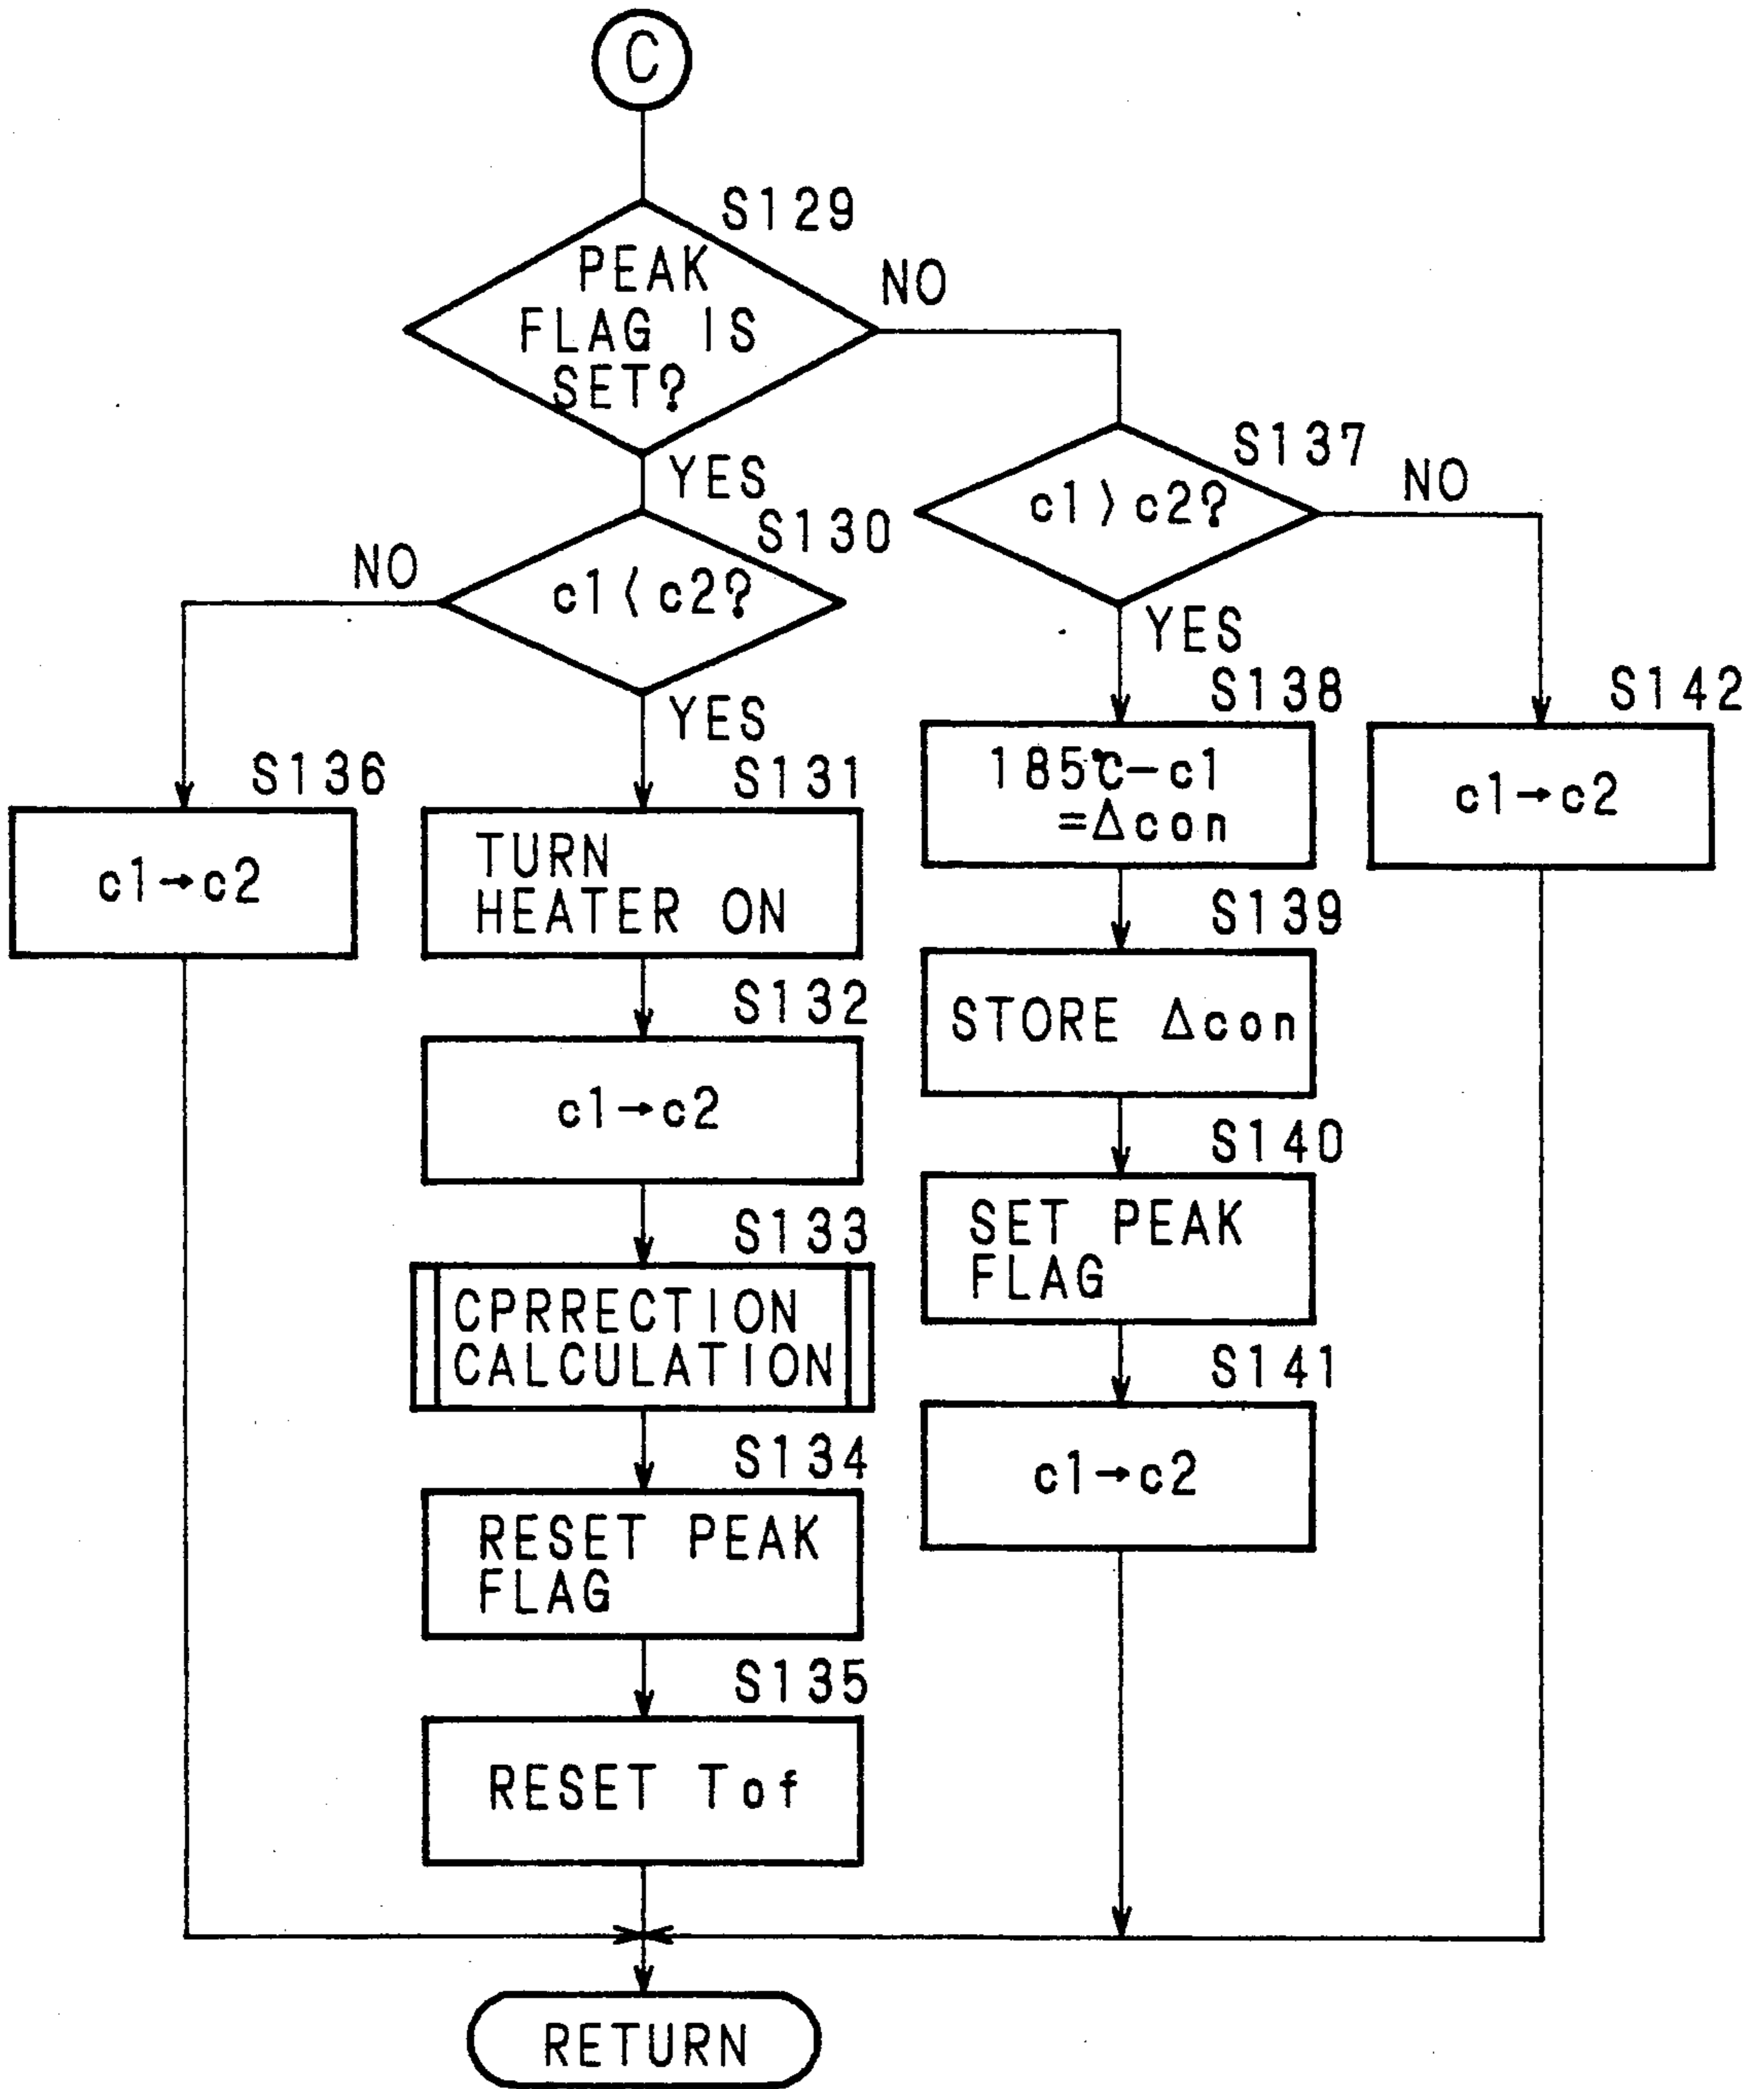 C
S129
PEAK
FLAG IS
SET?
NO
YES
S130
c1 < c2?
NO
YES
S137
c1 > c2?
NO
YES
S136
c1→c2
S131
TURN
HEATER ON
S132
c1→c2
S133
CPRRECTION
CALCULATION
S134
RESET PEAK
FLAG
S135
RESET Tof
S138
185℃-c1
=Δcon
S139
STORE Δcon
S140
SET PEAK
FLAG
S141
c1→c2
S142
c1→c2
RETURN